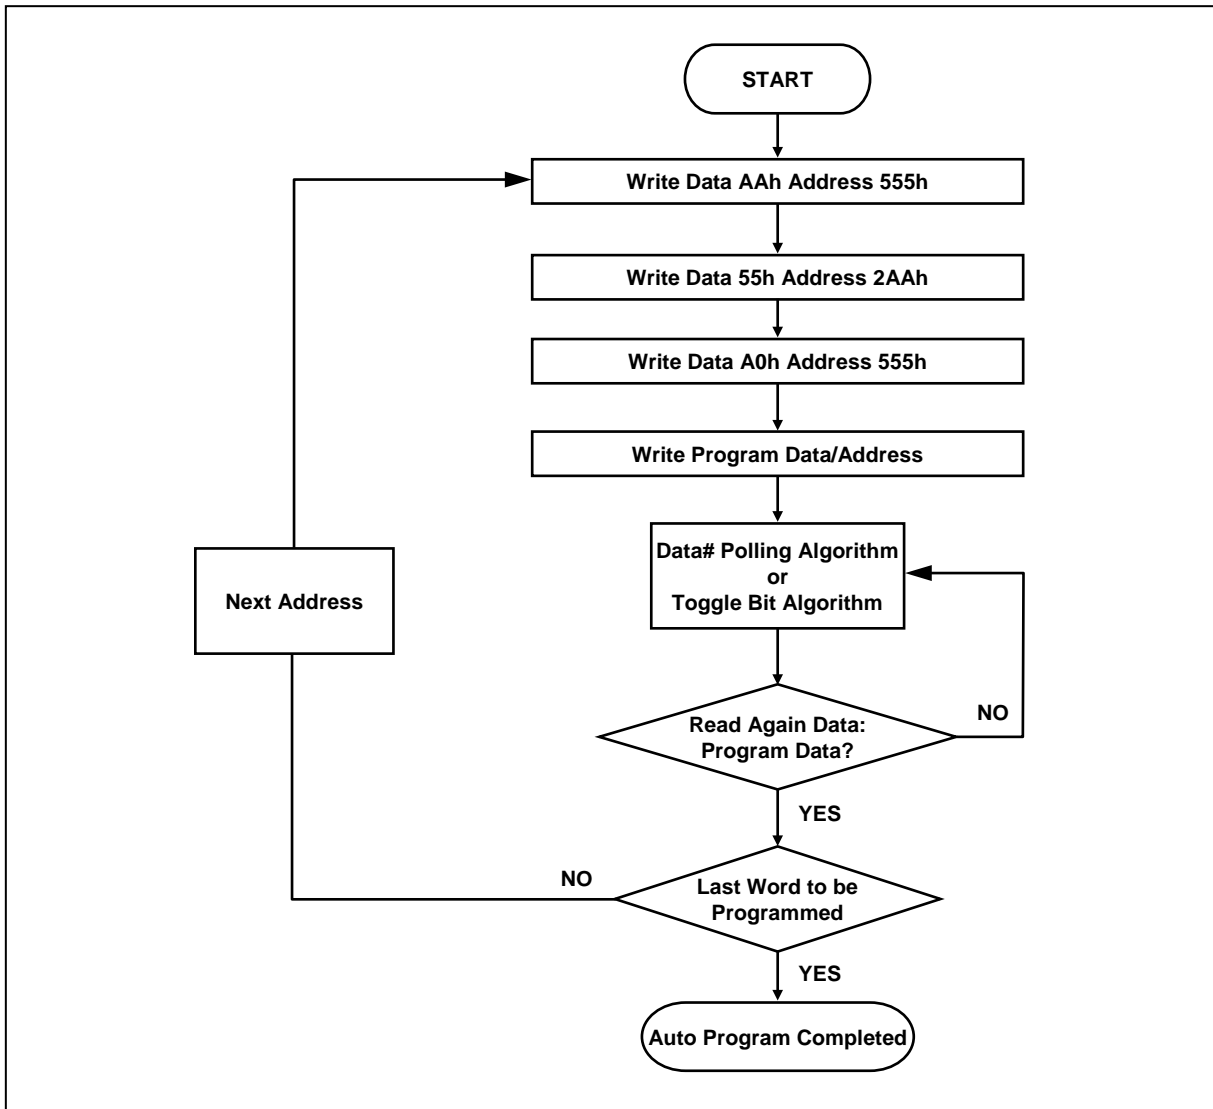 START
Write Data AAh Address 555h
Write Data 55h Address 2AAh
Write Data A0h Address 555h
Write Program Data/Address
Data# Polling Algorithm
or
Toggle Bit Algorithm
Next Address
Read Again Data:
Program Data?
NO
YES
Last Word to be
Programmed
NO
YES
Auto Program Completed